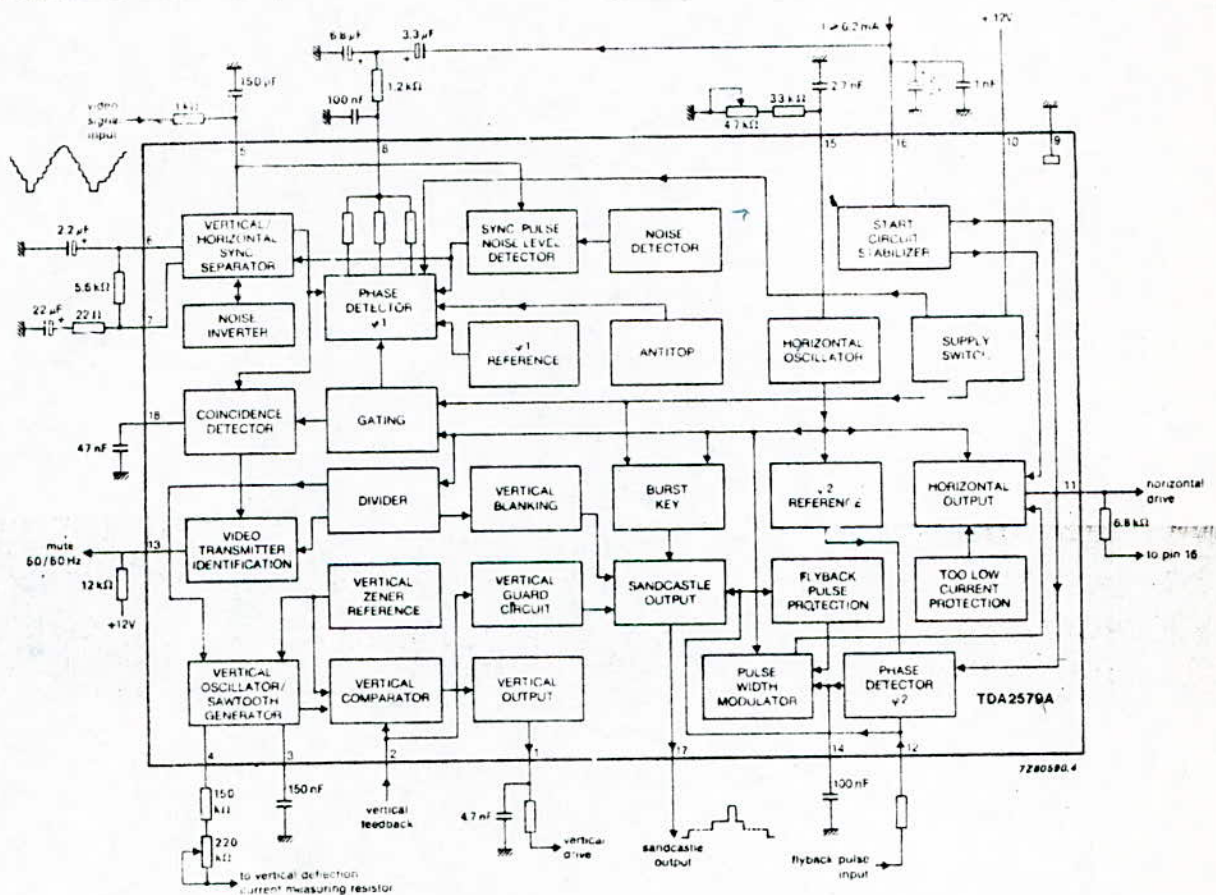 6.8 µF
3.3 µF
6.2 mA
+12V
150 µF
1.2 kΩ
100 nF
2.7 nF
1 nF
video
signal
input
1 kΩ
33 kΩ
4.7 kΩ
5
8
15
16
10
9
2.2 µF
6
5.6 kΩ
22 µF
22 Ω
7
VERTICAL/
HORIZONTAL
SYNC
SEPARATOR
SYNC PULSE
NOISE LEVEL
DETECTOR
NOISE
DETECTOR
START
CIRCUIT
STABILIZER
NOISE
INVERTER
PHASE
DETECTOR
φ1
φ1
REFERENCE
ANTITOP
HORIZONTAL
OSCILLATOR
SUPPLY
SWITCH
18
47 nF
COINCIDENCE
DETECTOR
GATING
DIVIDER
VERTICAL
BLANKING
BURST
KEY
φ2
REFERENCE
HORIZONTAL
OUTPUT
11
horizontal
drive
6.8 kΩ
to pin 16
mute
50/60 Hz
13
12 kΩ
+12V
VIDEO
TRANSMITTER
IDENTIFICATION
VERTICAL
ZENER
REFERENCE
VERTICAL
GUARD
CIRCUIT
SANDCASTLE
OUTPUT
FLYBACK
PULSE
PROTECTION
TOO LOW
CURRENT
PROTECTION
VERTICAL
OSCILLATOR/
SAWTOOTH
GENERATOR
VERTICAL
COMPARATOR
VERTICAL
OUTPUT
PULSE
WIDTH
MODULATOR
PHASE
DETECTOR
φ2
TDA2579A
4
3
2
1
17
14
12
7Z80580.4
150
kΩ
150 nF
vertical
feedback
4.7 nF
100 nF
220
kΩ
vertical
drive
sandcastle
output
flyback pulse
input
to vertical deflection
current measuring resistor